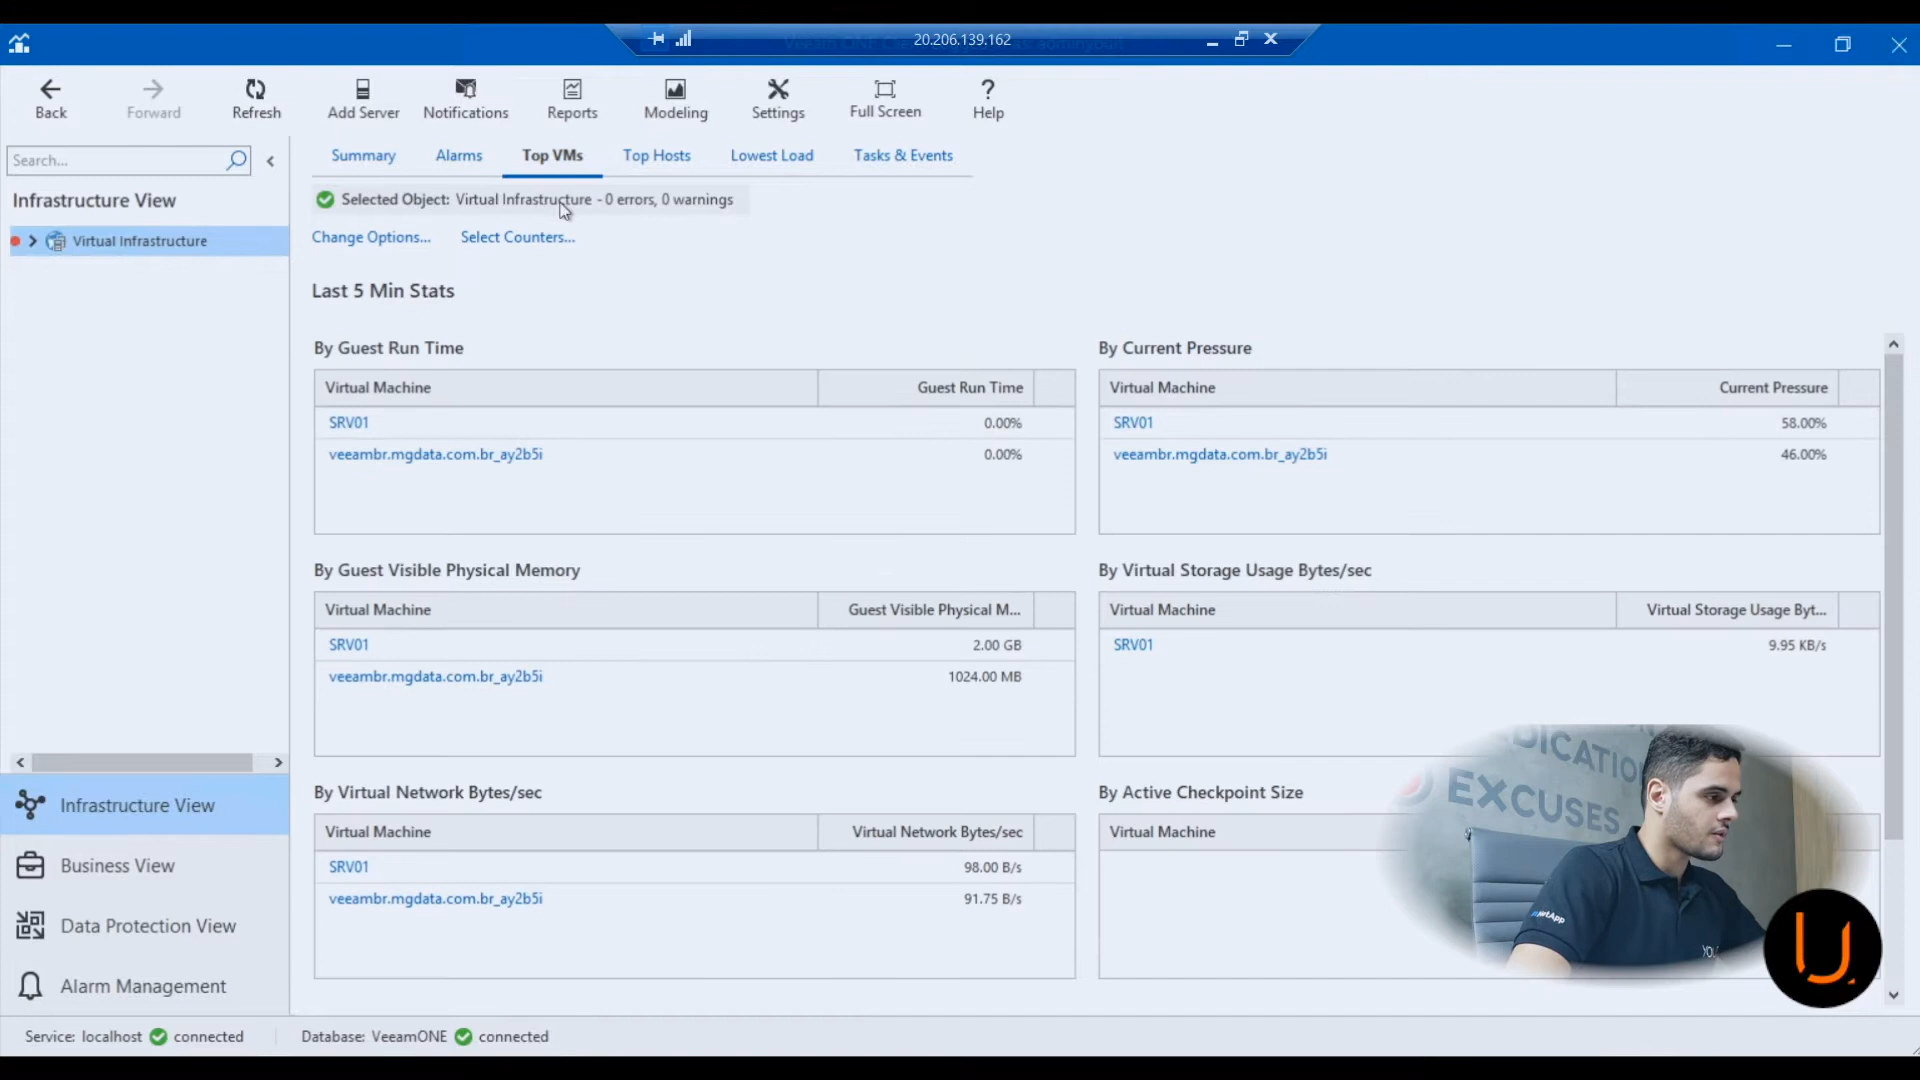 20.206.139.162
Back
Forward
Refresh
Add Server
Notifications
Reports
Modeling
Settings
Full Screen
Help
Search...
Summary
Alarms
Top VMs
Top Hosts
Lowest Load
Tasks & Events
Infrastructure View
Selected Object: Virtual Infrastructure - 0 errors, 0 warnings
Virtual Infrastructure
Change Options...
Select Counters...
Last 5 Min Stats
By Guest Run Time
Virtual Machine Guest Run Time
SRV01 0.00%
veeambr.mgdata.com.br_ay2b5i 0.00%
By Current Pressure
Virtual Machine Current Pressure
SRV01 58.00%
veeambr.mgdata.com.br_ay2b5i 46.00%
By Guest Visible Physical Memory
Virtual Machine Guest Visible Physical M...
SRV01 2.00 GB
veeambr.mgdata.com.br_ay2b5i 1024.00 MB
By Virtual Storage Usage Bytes/sec
Virtual Machine Virtual Storage Usage Byt...
SRV01 9.95 KB/s
By Virtual Network Bytes/sec
Virtual Machine Virtual Network Bytes/sec
SRV01 98.00 B/s
veeambr.mgdata.com.br_ay2b5i 91.75 B/s
By Active Checkpoint Size
Virtual Machine
EXCUSES
Infrastructure View
Business View
Data Protection View
Alarm Management
Service: localhost connected
Database: VeeamONE connected